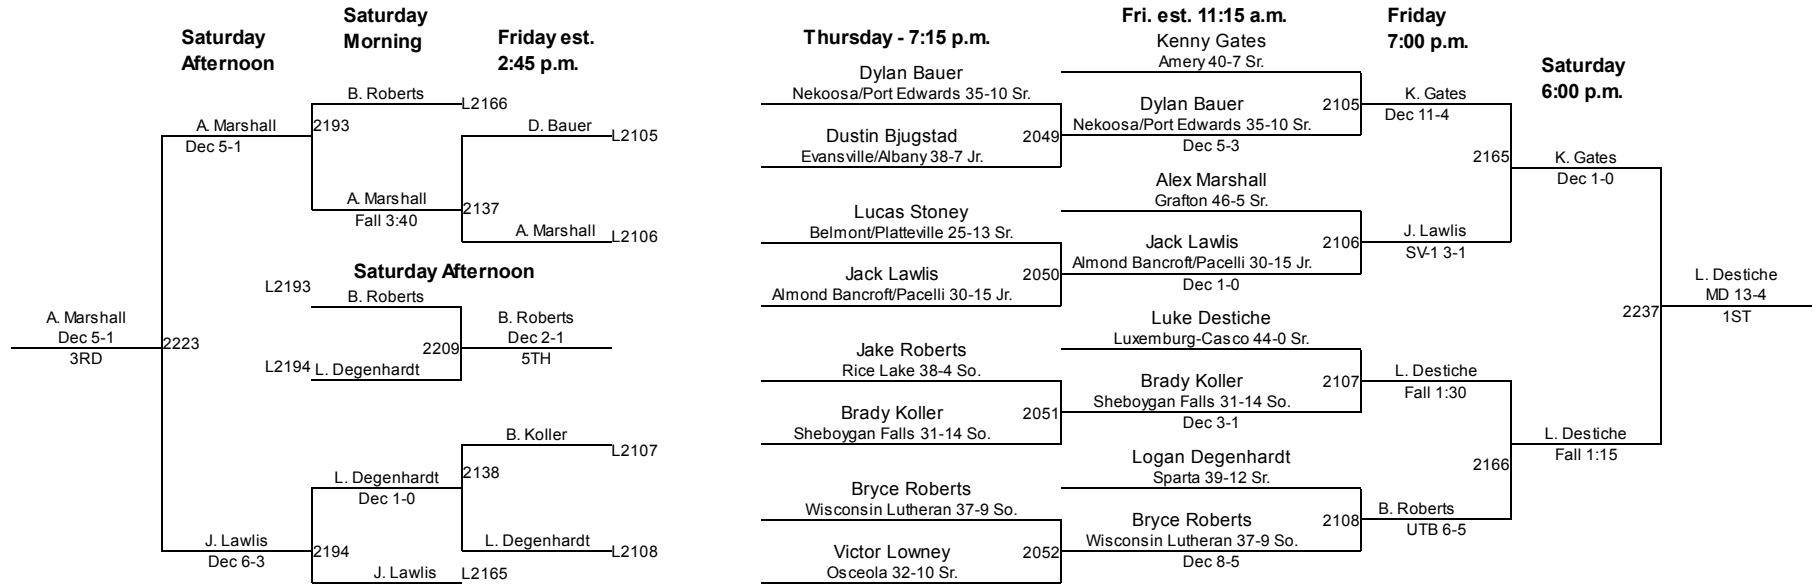 Saturday
Afternoon
Saturday
Morning
Friday est.
2:45 p.m.
B. Roberts
L2166
A. Marshall
2193
Dec 5-1
D. Bauer
L2105
A. Marshall
2137
Fall 3:40
A. Marshall
L2106
Saturday Afternoon
L2193
B. Roberts
A. Marshall
Dec 5-1
3RD
2223
B. Roberts
2209
Dec 2-1
5TH
L2194
L. Degenhardt
B. Koller
L2107
L. Degenhardt
2138
Dec 1-0
L. Degenhardt
L2108
J. Lawlis
2194
Dec 6-3
J. Lawlis
L2165
Thursday - 7:15 p.m.
Dylan Bauer
Nekoosa/Port Edwards 35-10 Sr.
Dustin Bjugstad
2049
Evansville/Albany 38-7 Jr.
Lucas Stoney
Belmont/Platteville 25-13 Sr.
Jack Lawlis
2050
Almond Bancroft/Pacelli 30-15 Jr.
Jake Roberts
Rice Lake 38-4 So.
Brady Koller
2051
Sheboygan Falls 31-14 So.
Bryce Roberts
Wisconsin Lutheran 37-9 So.
Victor Lowney
2052
Osceola 32-10 Sr.
Fri. est. 11:15 a.m.
Kenny Gates
Amery 40-7 Sr.
Dylan Bauer
2105
Nekoosa/Port Edwards 35-10 Sr.
Dec 5-3
Alex Marshall
Grafton 46-5 Sr.
Jack Lawlis
2106
Almond Bancroft/Pacelli 30-15 Jr.
Dec 1-0
Luke Destiche
Luxemburg-Casco 44-0 Sr.
Brady Koller
2107
Sheboygan Falls 31-14 So.
Dec 3-1
Logan Degenhardt
Sparta 39-12 Sr.
Bryce Roberts
2108
Wisconsin Lutheran 37-9 So.
Dec 8-5
Friday
7:00 p.m.
K. Gates
Dec 11-4
2165
J. Lawlis
SV-1 3-1
L. Destiche
Fall 1:30
2166
B. Roberts
UTB 6-5
Saturday
6:00 p.m.
K. Gates
Dec 1-0
2237
L. Destiche
Fall 1:15
L. Destiche
MD 13-4
1ST